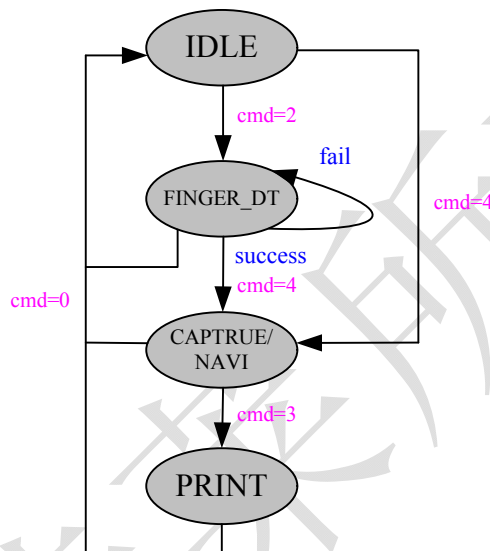 IDLE
cmd=2
fail
FINGER_DT
cmd=4
success
cmd=4
cmd=0
CAPTRUE/
NAVI
cmd=3
PRINT